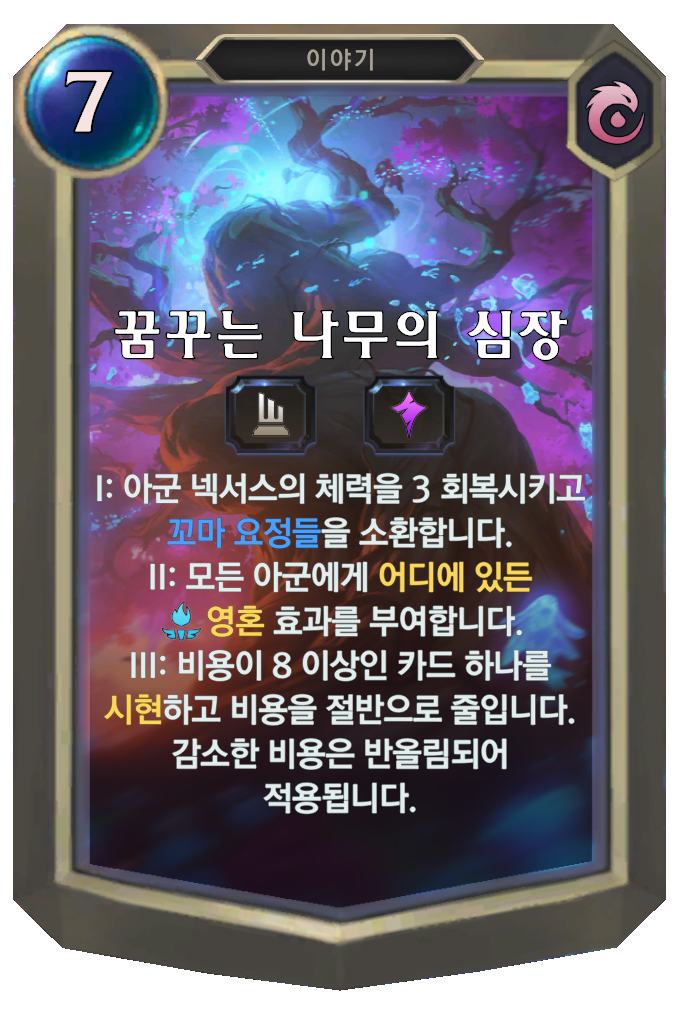 7
이야기
꿈꾸는 나무의 심장
I: 아군 넥서스의 체력을 3 회복시키고
꼬마 요정들을 소환합니다.
II: 모든 아군에게 어디에 있든
영혼 효과를 부여합니다.
III: 비용이 8 이상인 카드 하나를
시현하고 비용을 절반으로 줄입니다.
감소한 비용은 반올림되어
적용됩니다.